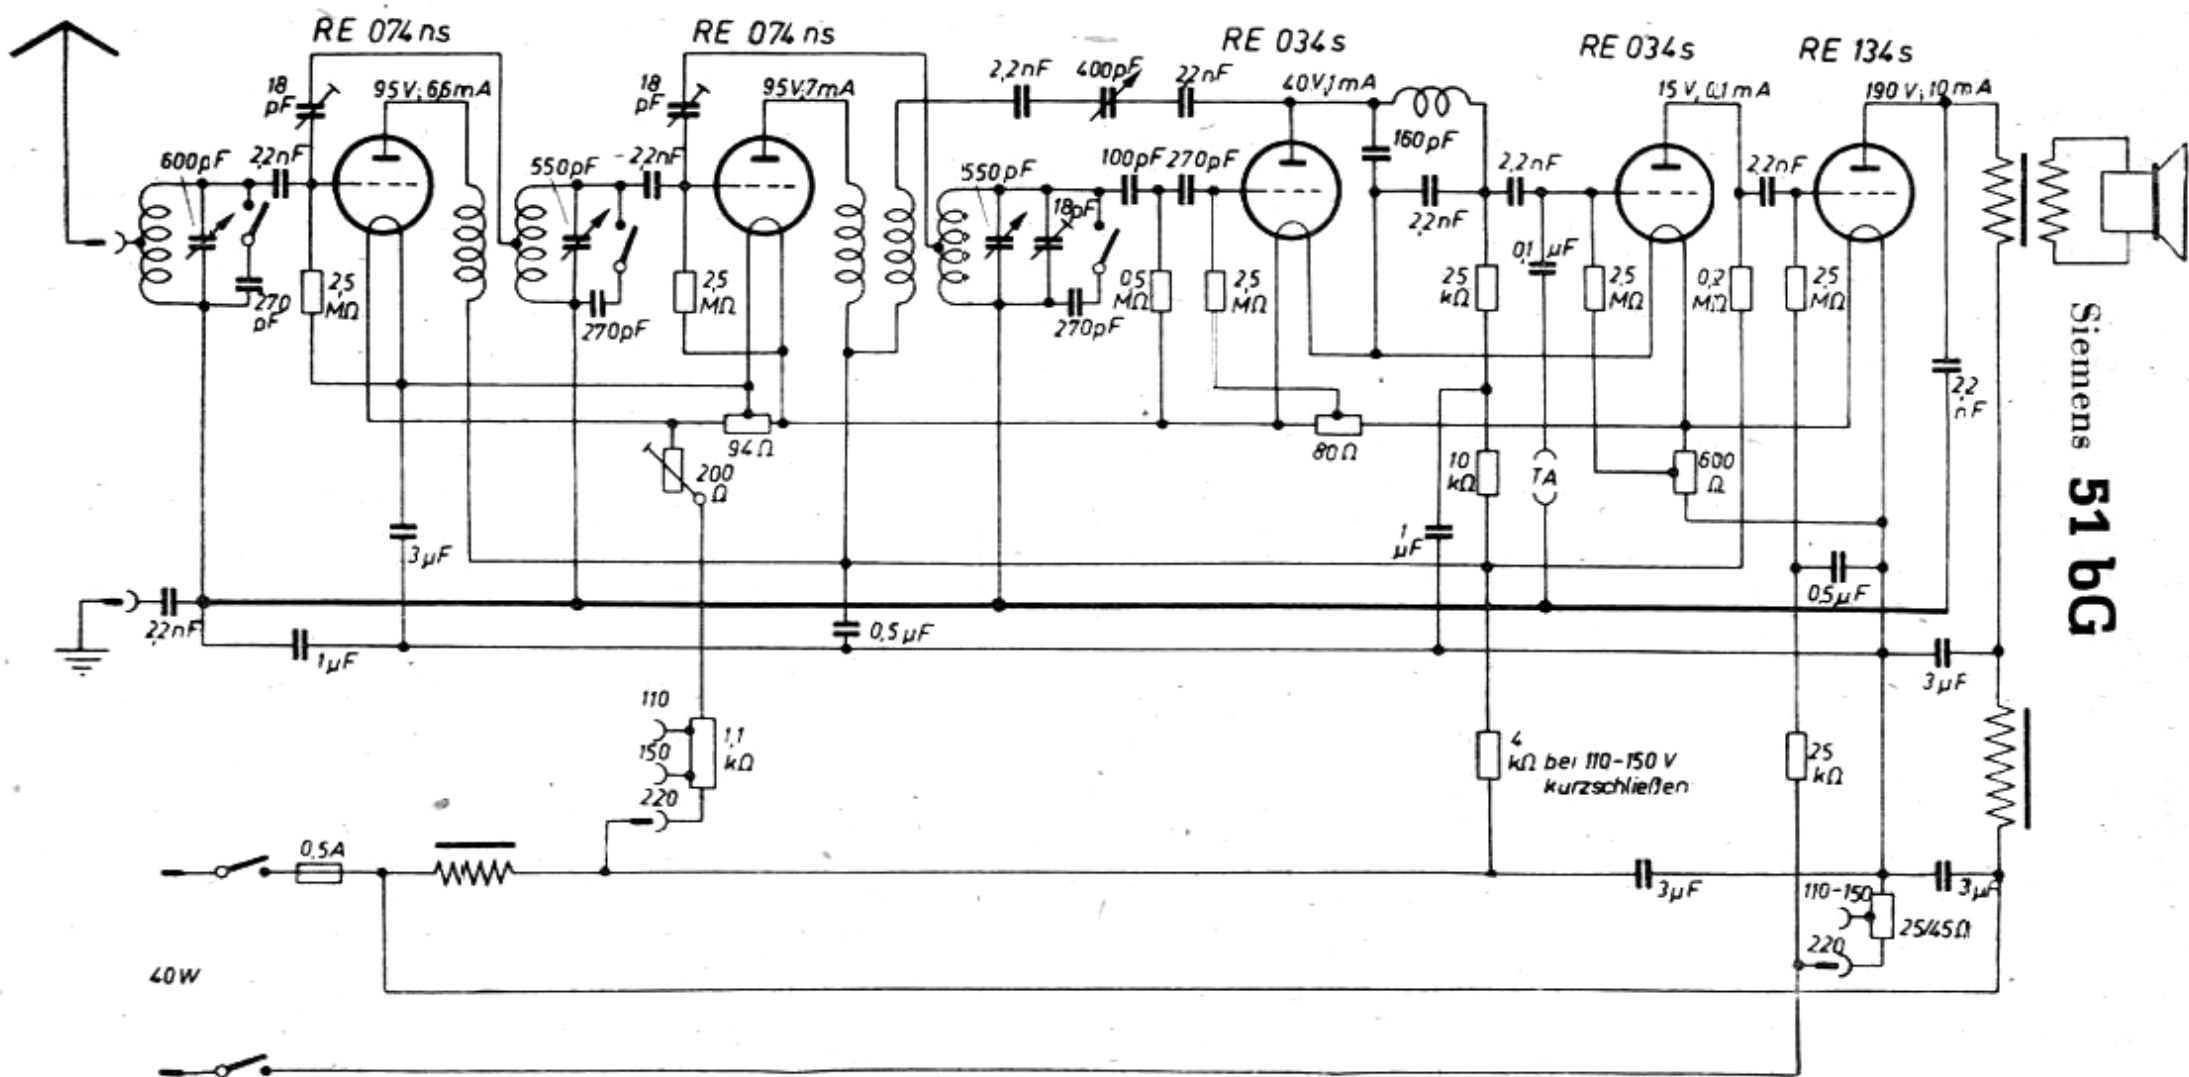 RE 074 ns
RE 074 ns
RE 034 s
RE 034 s
RE 134 s
18 pF
95 V; 6,6 mA
18 pF
95 V, 7 mA
2,2 nF
400 pF
22 nF
40 V, 1 mA
15 V, 0,1 mA
190 V; 10 mA
600 pF
2,2 nF
550 pF
2,2 nF
550 pF
18 pF
100 pF
270 pF
160 pF
2,2 nF
2,2 nF
2,2 nF
270 pF
2,5 MΩ
270 pF
2,5 MΩ
270 pF
0,5 MΩ
2,5 MΩ
25 kΩ
0,1 µF
2,5 MΩ
0,2 MΩ
2,5 MΩ
2,2 nF
94 Ω
200 Ω
80 Ω
10 kΩ
TA
600 Ω
3 µF
1 µF
0,5 µF
2,2 nF
1 µF
0,5 µF
3 µF
110
150
220
1,1 kΩ
4 kΩ bei 110-150 V
kurzschließen
25 kΩ
0,5 A
3 µF
3 µF
110-150
220
25/45 Ω
40 W
Siemens 51 bG